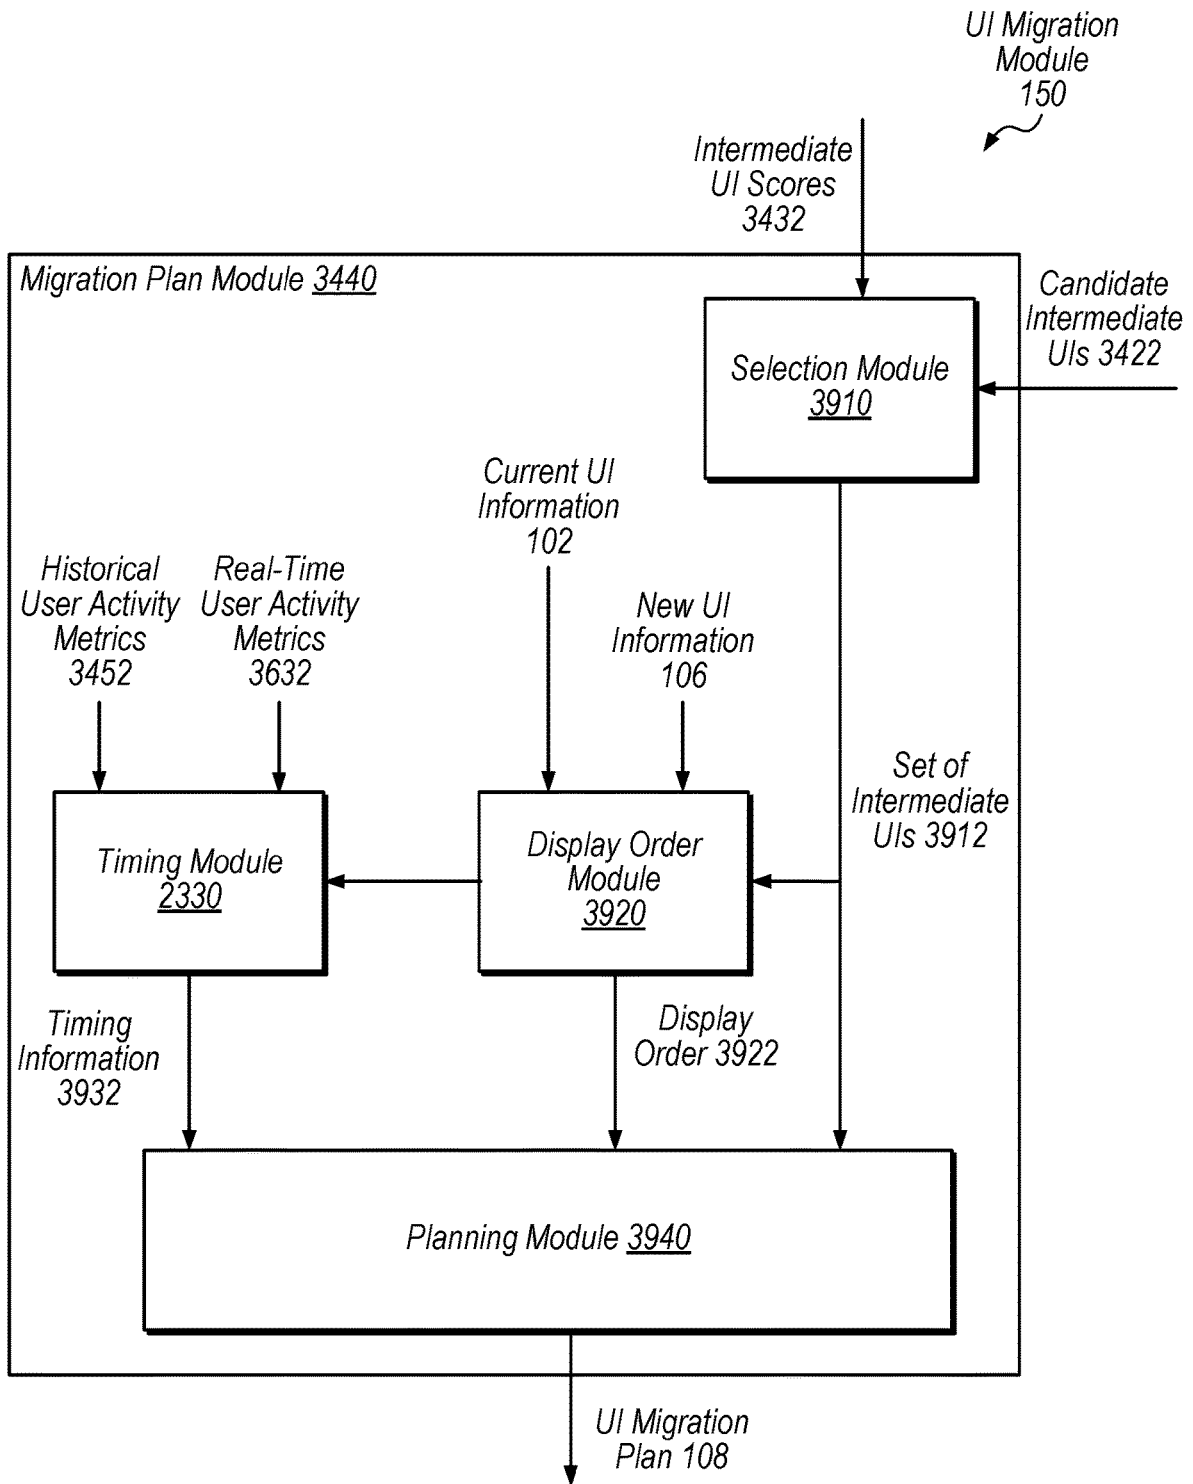 UI Migration
Module
150
Intermediate
UI Scores
3432
Migration Plan Module 3440
Candidate
Intermediate
UIs 3422
Selection Module
3910
Current UI
Information
102
Historical
User Activity
Metrics
3452
Real-Time
User Activity
Metrics
3632
New UI
Information
106
Set of
Intermediate
UIs 3912
Timing Module
2330
Display Order
Module
3920
Timing
Information
3932
Display
Order 3922
Planning Module 3940
UI Migration
Plan 108